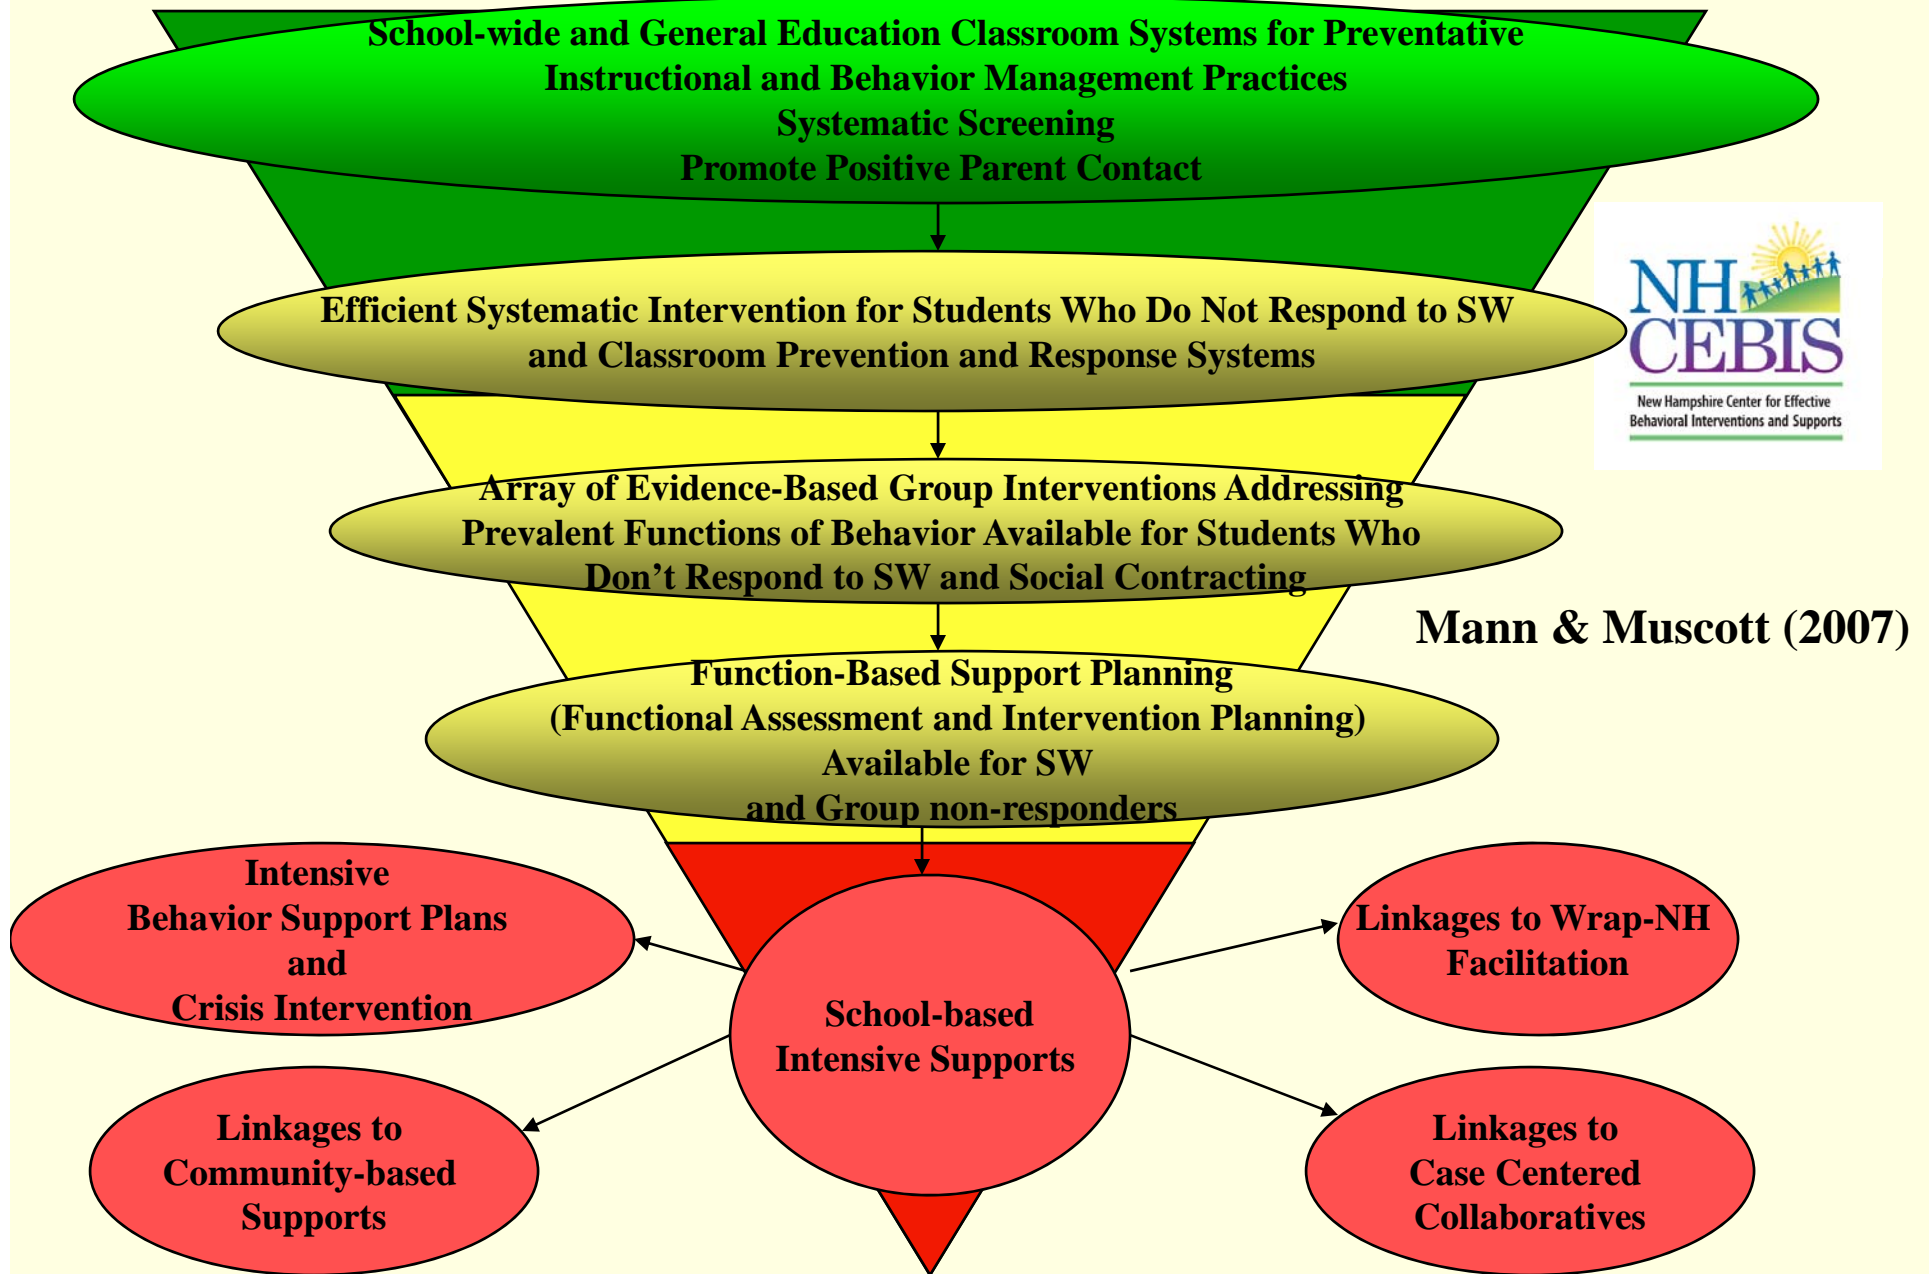 School-wide and General Education Classroom Systems for Preventative
Instructional and Behavior Management Practices
Systematic Screening
Promote Positive Parent Contact
Efficient Systematic Intervention for Students Who Do Not Respond to SW
and Classroom Prevention and Response Systems
NH
CEBIS
New Hampshire Center for Effective
Behavioral Interventions and Supports
Array of Evidence-Based Group Interventions Addressing
Prevalent Functions of Behavior Available for Students Who
Don’t Respond to SW and Social Contracting
Mann & Muscott (2007)
Function-Based Support Planning
(Functional Assessment and Intervention Planning)
Available for SW
and Group non-responders
Intensive
Behavior Support Plans
and
Crisis Intervention
School-based
Intensive Supports
Linkages to Wrap-NH
Facilitation
Linkages to
Community-based
Supports
Linkages to
Case Centered
Collaboratives